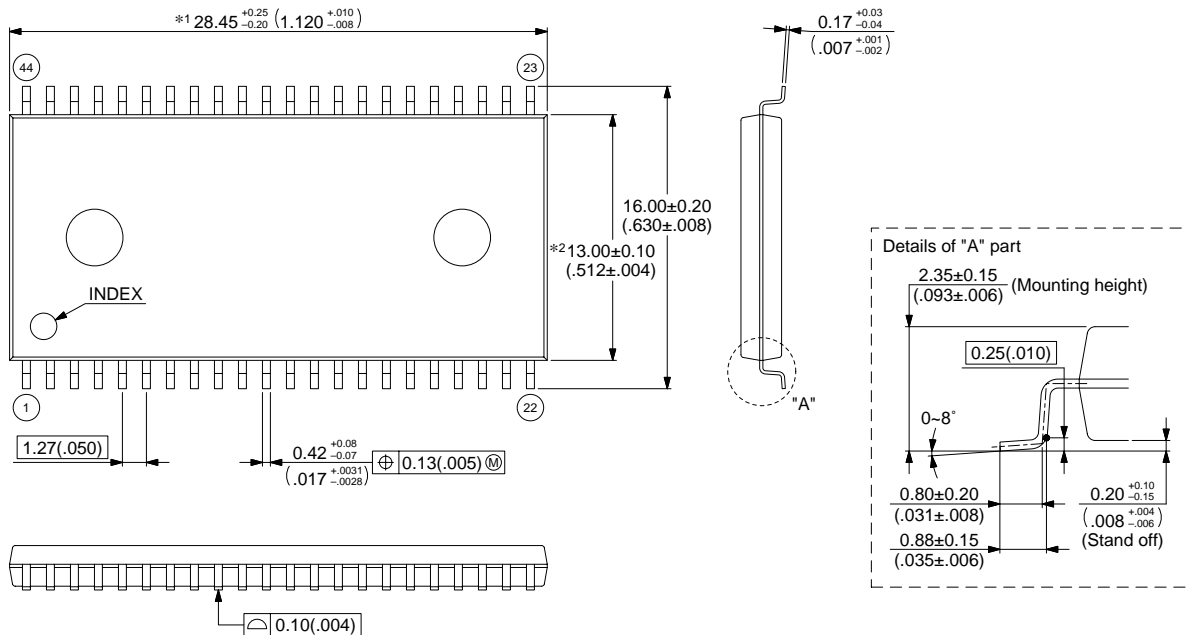 *1 28.45 +0.25 −0.20 (1.120 +.010 −.008)
0.17 +0.03 −0.04
(.007 +.001 −.002)
44
23
16.00±0.20
(.630±.008)
*2 13.00±0.10
(.512±.004)
INDEX
1
22
"A"
1.27(.050)
0.42 +0.08 −0.07
(.017 +.0031 −.0028)
⌖ 0.13(.005) Ⓜ
⌓ 0.10(.004)
Details of "A" part
2.35±0.15
(.093±.006)
(Mounting height)
0.25(.010)
0~8°
0.80±0.20
(.031±.008)
0.88±0.15
(.035±.006)
0.20 +0.10 −0.15
(.008 +.004 −.006)
(Stand off)